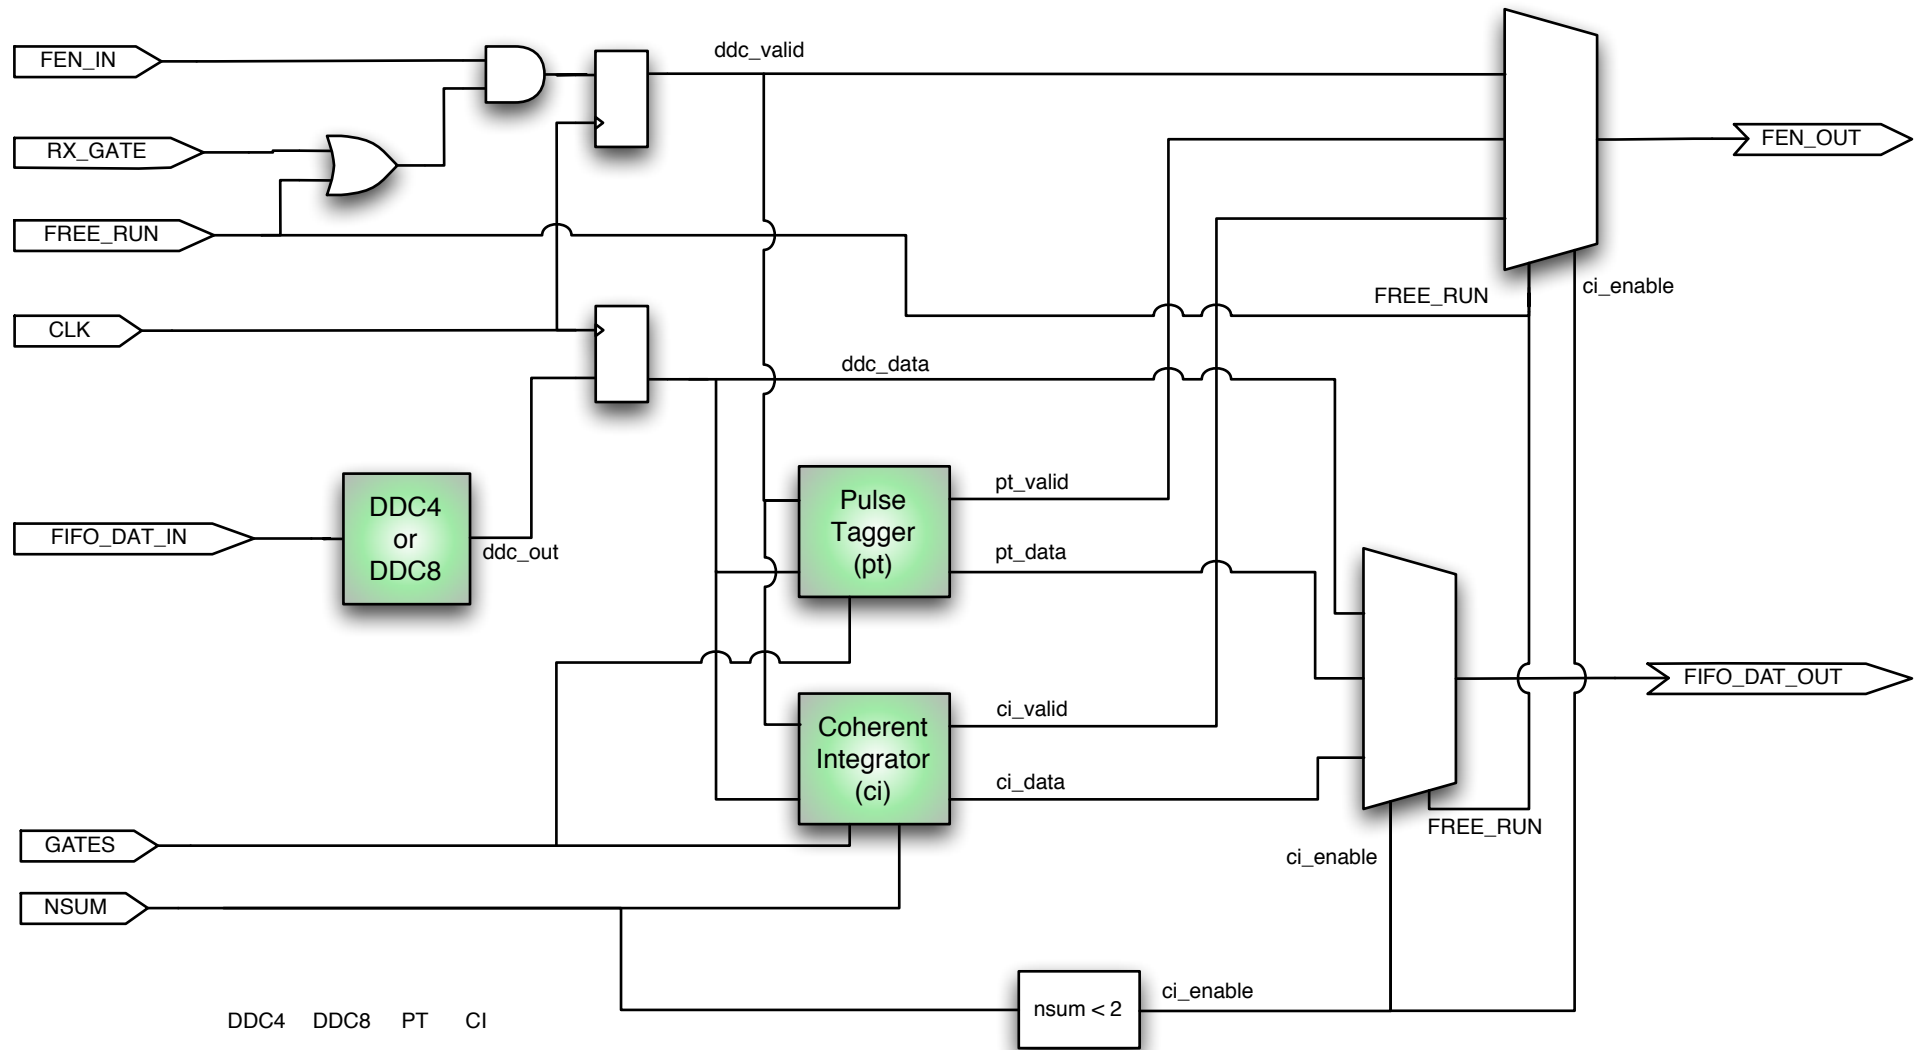 FEN_IN
ddc_valid
RX_GATE
FEN_OUT
FREE_RUN
FREE_RUN
ci_enable
CLK
ddc_data
FIFO_DAT_IN
DDC4
or
DDC8
ddc_out
Pulse
Tagger
(pt)
pt_valid
pt_data
FIFO_DAT_OUT
Coherent
Integrator
(ci)
ci_valid
ci_data
FREE_RUN
GATES
ci_enable
NSUM
nsum < 2
ci_enable
DDC4 DDC8 PT CI